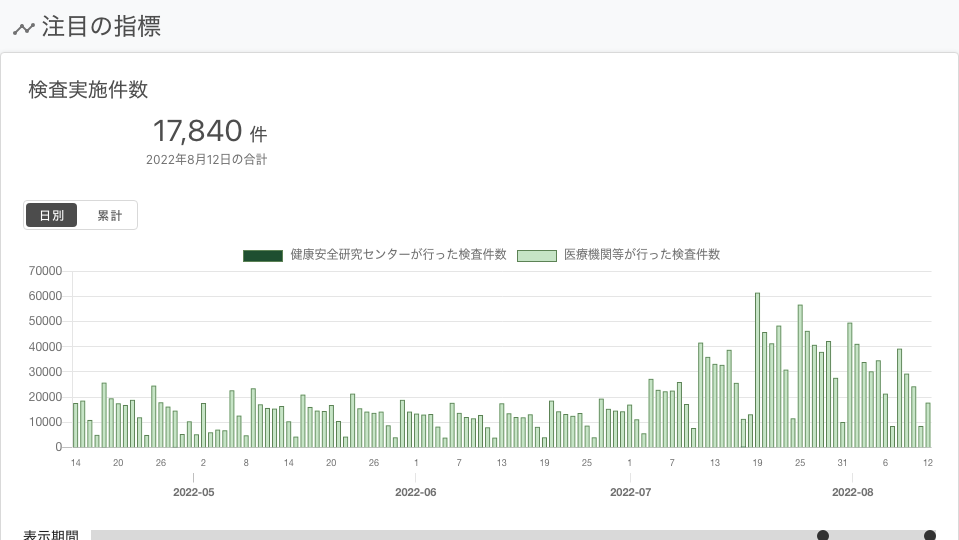 注目の指標
検査実施件数
17,840 件
2022年8月12日の合計
日別 累計
健康安全研究センターが行った検査件数 医療機関等が行った検査件数
70000
60000
50000
40000
30000
20000
10000
0
14 20 26 2 8 14 20 26 1 7 13 19 25 1 7 13 19 25 31 6 12
2022-05 2022-06 2022-07 2022-08
表示期間